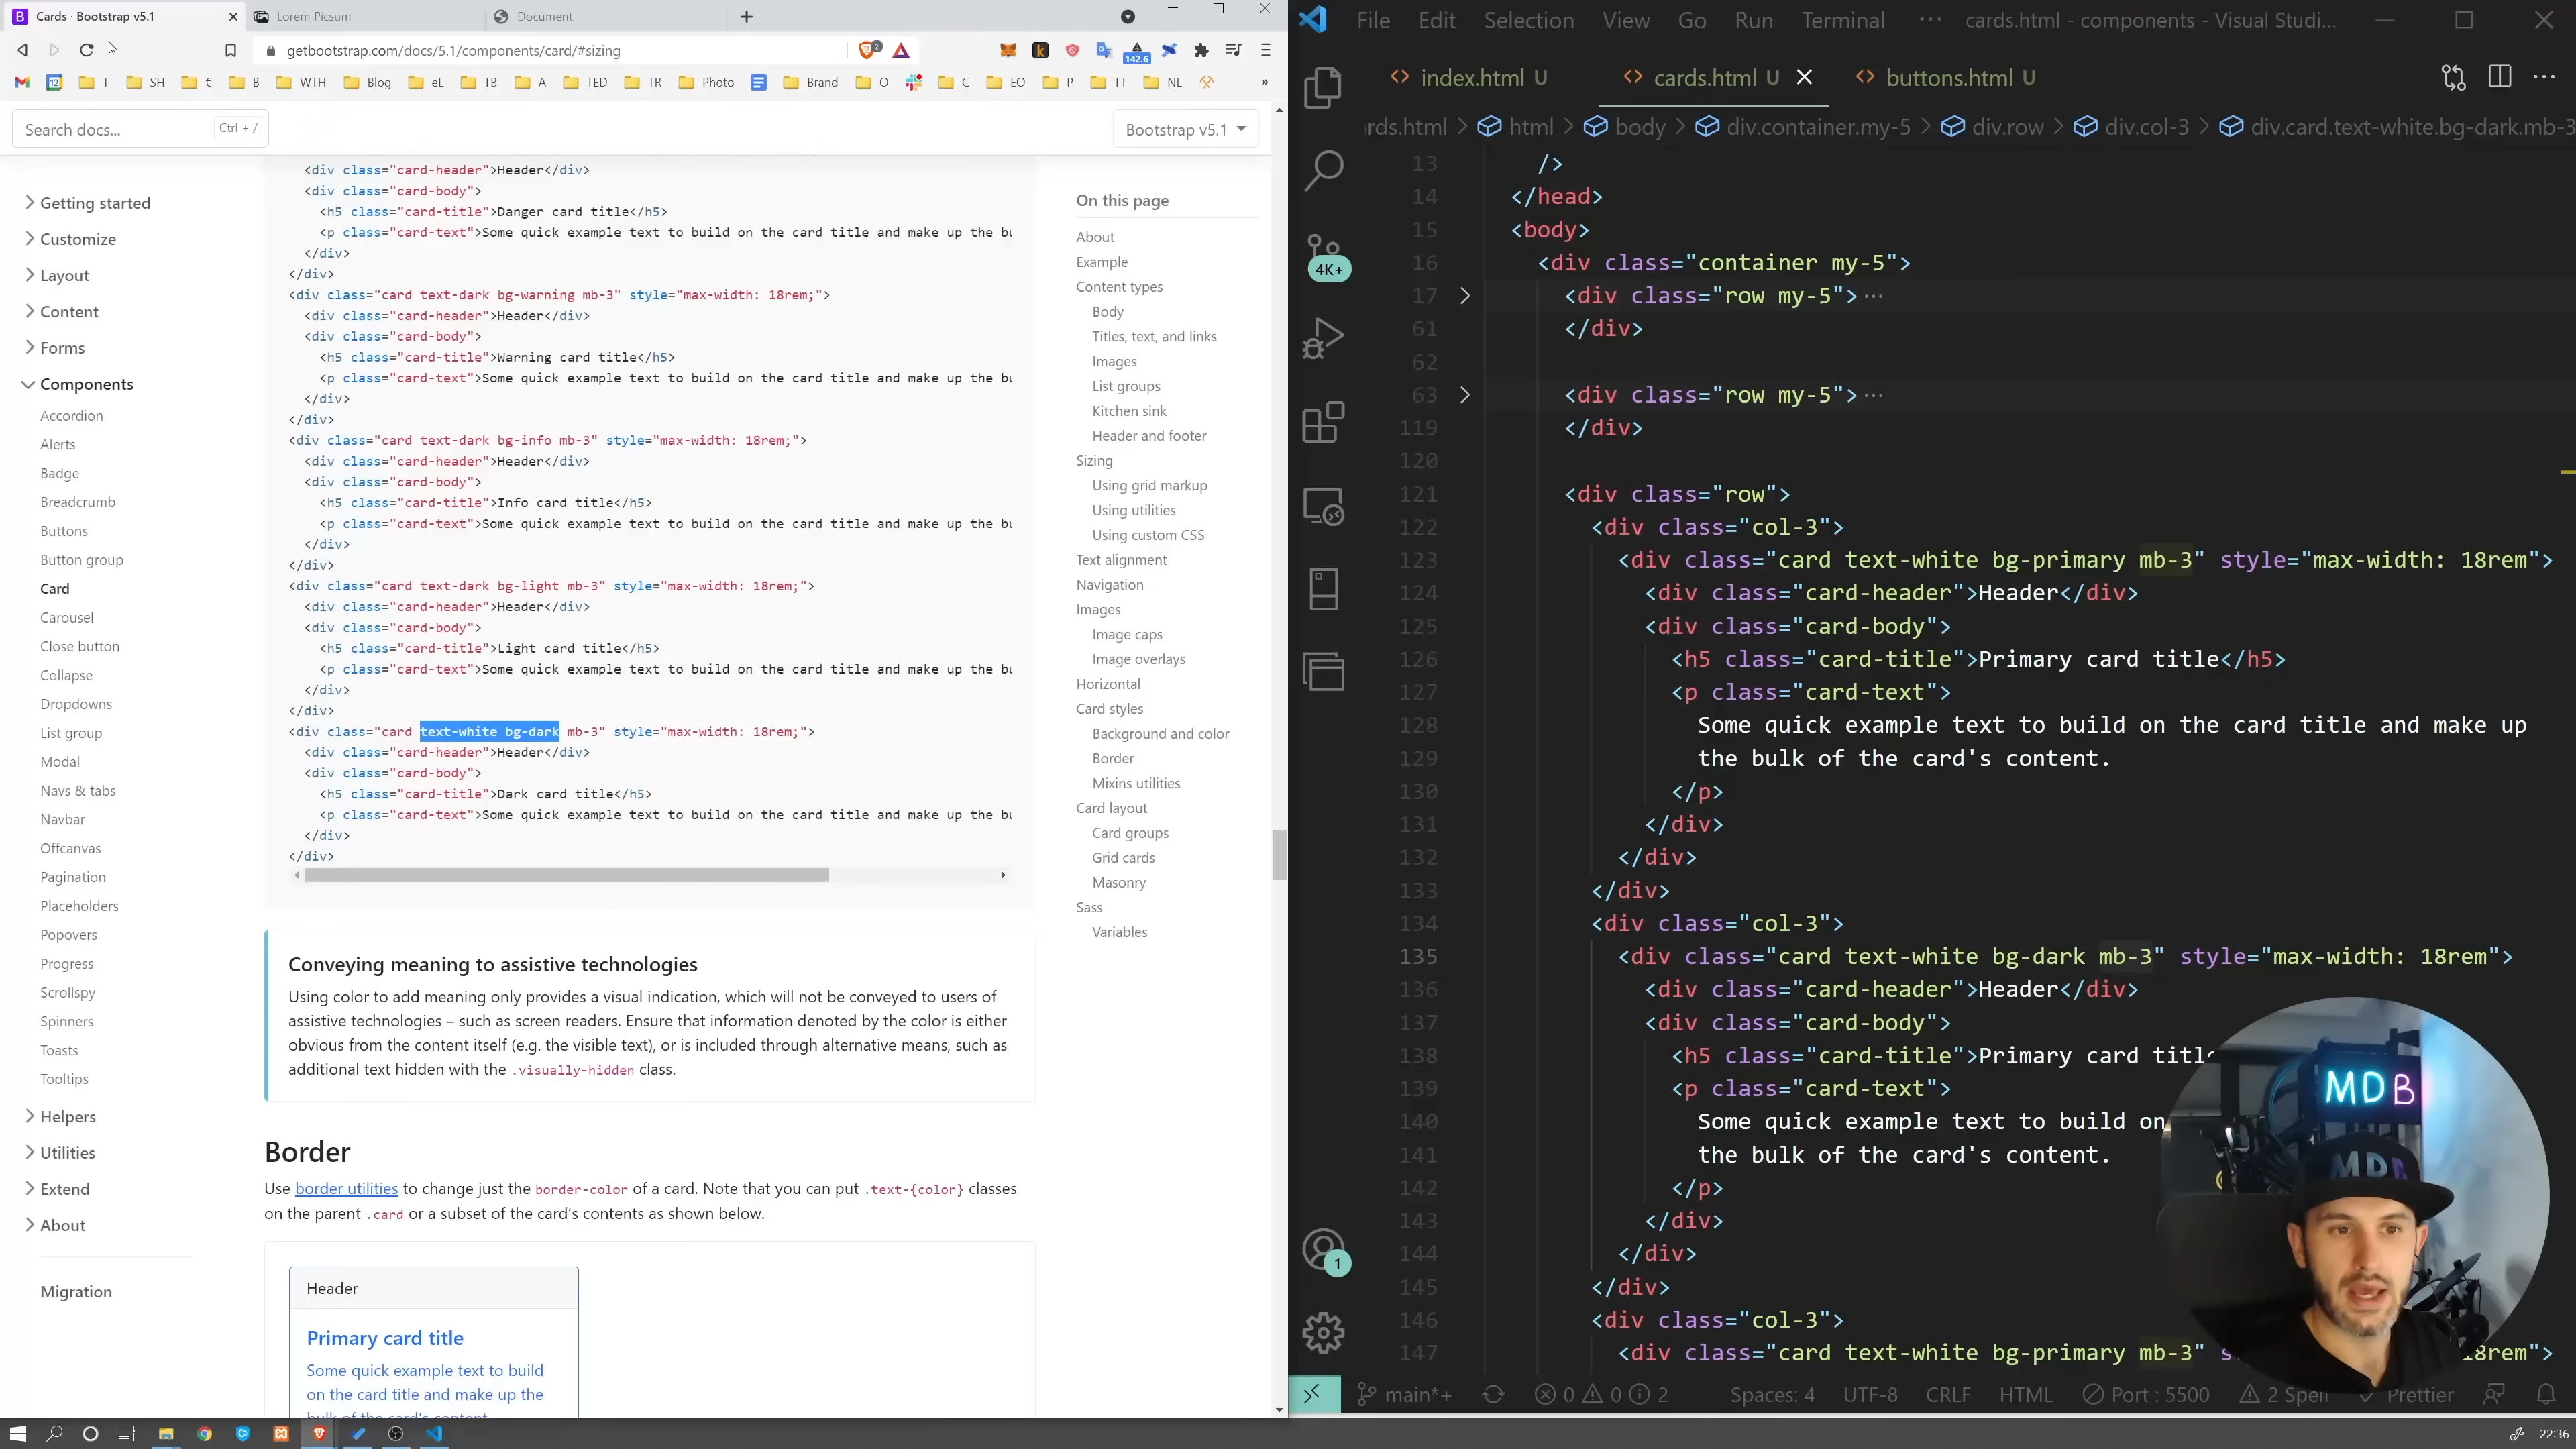 Cards · Bootstrap v5.1
Lorem Picsum
Document
getbootstrap.com/docs/5.1/components/card/#sizing
2
142.6
T
SH
€
B
WTH
Blog
eL
TB
A
TED
TR
Photo
Brand
O
C
EO
P
TT
NL
»
Search docs...
Ctrl + /
Bootstrap v5.1
Getting started
Customize
Layout
Content
Forms
Components
Accordion
Alerts
Badge
Breadcrumb
Buttons
Button group
Card
Carousel
Close button
Collapse
Dropdowns
List group
Modal
Navs & tabs
Navbar
Offcanvas
Pagination
Placeholders
Popovers
Progress
Scrollspy
Spinners
Toasts
Tooltips
Helpers
Utilities
Extend
About
Migration
<div class="card-header">Header</div>
<div class="card-body">
<h5 class="card-title">Danger card title</h5>
<p class="card-text">Some quick example text to build on the card title and make up the bu
</div>
</div>
<div class="card text-dark bg-warning mb-3" style="max-width: 18rem;">
<div class="card-header">Header</div>
<div class="card-body">
<h5 class="card-title">Warning card title</h5>
<p class="card-text">Some quick example text to build on the card title and make up the bu
</div>
</div>
<div class="card text-dark bg-info mb-3" style="max-width: 18rem;">
<div class="card-header">Header</div>
<div class="card-body">
<h5 class="card-title">Info card title</h5>
<p class="card-text">Some quick example text to build on the card title and make up the bu
</div>
</div>
<div class="card text-dark bg-light mb-3" style="max-width: 18rem;">
<div class="card-header">Header</div>
<div class="card-body">
<h5 class="card-title">Light card title</h5>
<p class="card-text">Some quick example text to build on the card title and make up the bu
</div>
</div>
<div class="card text-white bg-dark mb-3" style="max-width: 18rem;">
<div class="card-header">Header</div>
<div class="card-body">
<h5 class="card-title">Dark card title</h5>
<p class="card-text">Some quick example text to build on the card title and make up the bu
</div>
</div>
Conveying meaning to assistive technologies
Using color to add meaning only provides a visual indication, which will not be conveyed to users of
assistive technologies – such as screen readers. Ensure that information denoted by the color is either
obvious from the content itself (e.g. the visible text), or is included through alternative means, such as
additional text hidden with the .visually-hidden class.
Border
Use border utilities to change just the border-color of a card. Note that you can put .text-{color} classes
on the parent .card or a subset of the card's contents as shown below.
Header
Primary card title
Some quick example text to build
on the card title and make up the
bulk of the card's content.
On this page
About
Example
Content types
Body
Titles, text, and links
Images
List groups
Kitchen sink
Header and footer
Sizing
Using grid markup
Using utilities
Using custom CSS
Text alignment
Navigation
Images
Image caps
Image overlays
Horizontal
Card styles
Background and color
Border
Mixins utilities
Card layout
Card groups
Grid cards
Masonry
Sass
Variables
File Edit Selection View Go Run Terminal ··· cards.html - components - Visual Studi...
index.html U
cards.html U
buttons.html U
rds.html > html > body > div.container.my-5 > div.row > div.col-3 > div.card.text-white.bg-dark.mb-3
4K+
1
13 />
14 </head>
15 <body>
16 <div class="container my-5">
17 <div class="row my-5">···
61 </div>
62
63 <div class="row my-5">···
119 </div>
120
121 <div class="row">
122 <div class="col-3">
123 <div class="card text-white bg-primary mb-3" style="max-width: 18rem">
124 <div class="card-header">Header</div>
125 <div class="card-body">
126 <h5 class="card-title">Primary card title</h5>
127 <p class="card-text">
128 Some quick example text to build on the card title and make up
129 the bulk of the card's content.
130 </p>
131 </div>
132 </div>
133 </div>
134 <div class="col-3">
135 <div class="card text-white bg-dark mb-3" style="max-width: 18rem">
136 <div class="card-header">Header</div>
137 <div class="card-body">
138 <h5 class="card-title">Primary card title
139 <p class="card-text">
140 Some quick example text to build on
141 the bulk of the card's content.
142 </p>
143 </div>
144 </div>
145 </div>
146 <div class="col-3">
147 <div class="card text-white bg-primary mb-3" s 18rem">
MDB
MDB
main*+
0 0 2
Spaces: 4
UTF-8
CRLF
HTML
Port : 5500
2 Spell
Prettier
22:36